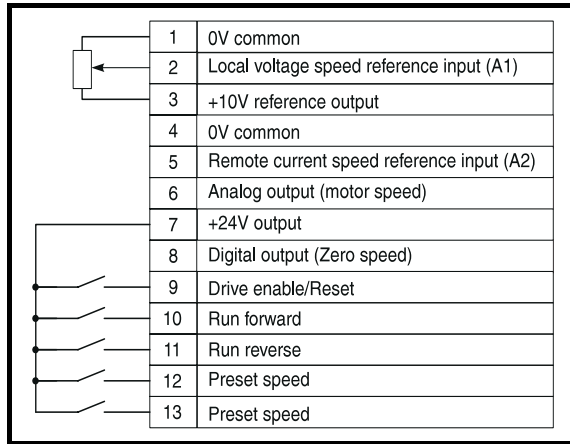 1 0V common
2 Local voltage speed reference input (A1)
3 +10V reference output
4 0V common
5 Remote current speed reference input (A2)
6 Analog output (motor speed)
7 +24V output
8 Digital output (Zero speed)
9 Drive enable/Reset
10 Run forward
11 Run reverse
12 Preset speed
13 Preset speed